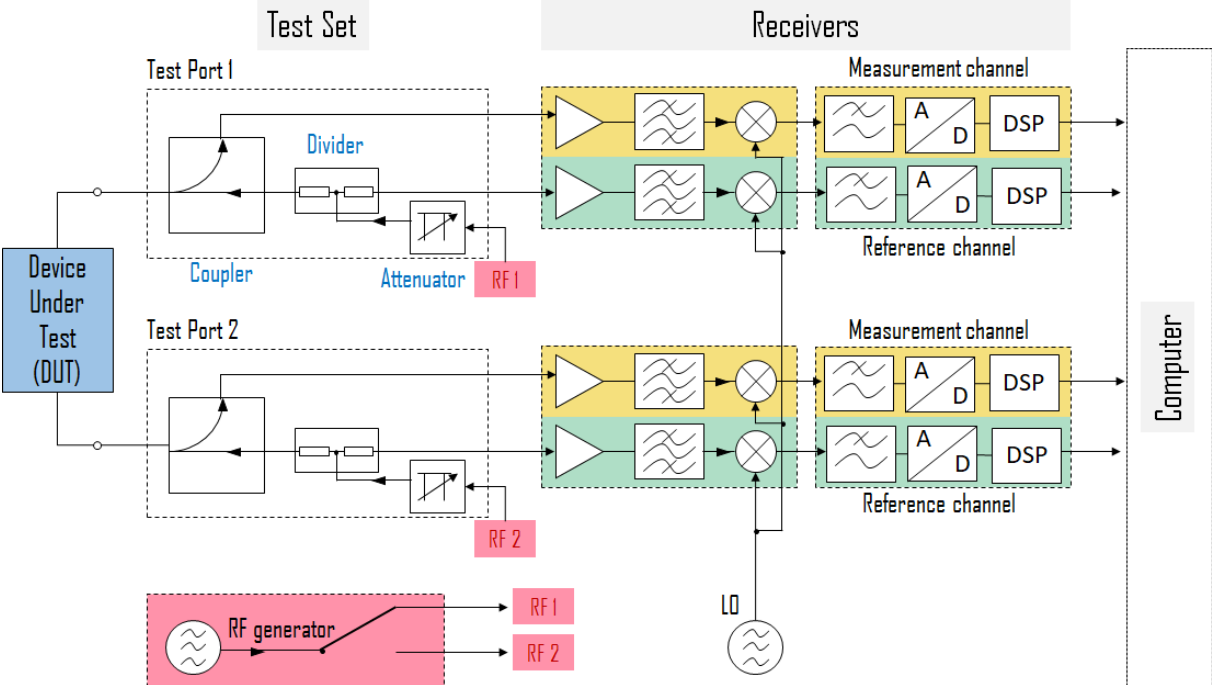 Test Set
Receivers
Test Port 1
Measurement channel
Divider
A
D
DSP
A
D
DSP
Coupler
Attenuator
RF 1
Reference channel
Device
Under
Test
(DUT)
Test Port 2
Measurement channel
A
D
DSP
A
D
DSP
RF 2
Reference channel
Computer
RF generator
RF 1
RF 2
LO